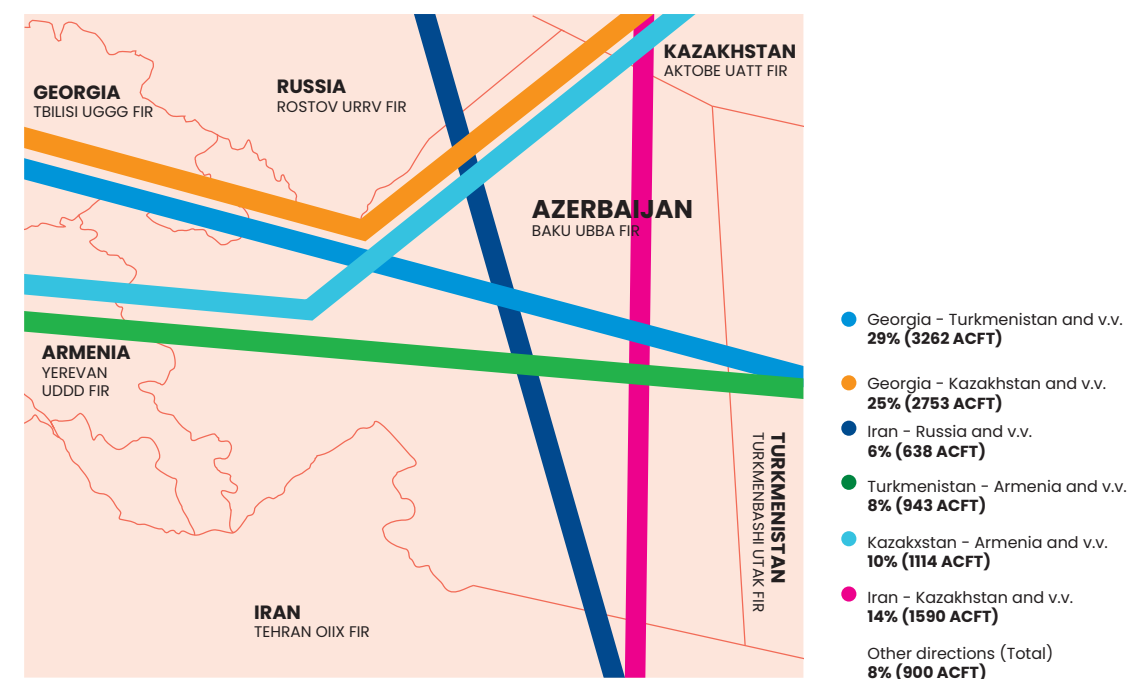 KAZAKHSTAN
AKTOBE UATT FIR
GEORGIA
TBILISI UGGG FIR
RUSSIA
ROSTOV URRV FIR
AZERBAIJAN
BAKU UBBA FIR
ARMENIA
YEREVAN
UDDD FIR
TURKMENISTAN
TURKMENBASHI UTAK FIR
IRAN
TEHRAN OIIX FIR
Georgia - Turkmenistan and v.v.
29% (3262 ACFT)
Georgia - Kazakhstan and v.v.
25% (2753 ACFT)
Iran - Russia and v.v.
6% (638 ACFT)
Turkmenistan - Armenia and v.v.
8% (943 ACFT)
Kazakxstan - Armenia and v.v.
10% (1114 ACFT)
Iran - Kazakhstan and v.v.
14% (1590 ACFT)
Other directions (Total)
8% (900 ACFT)